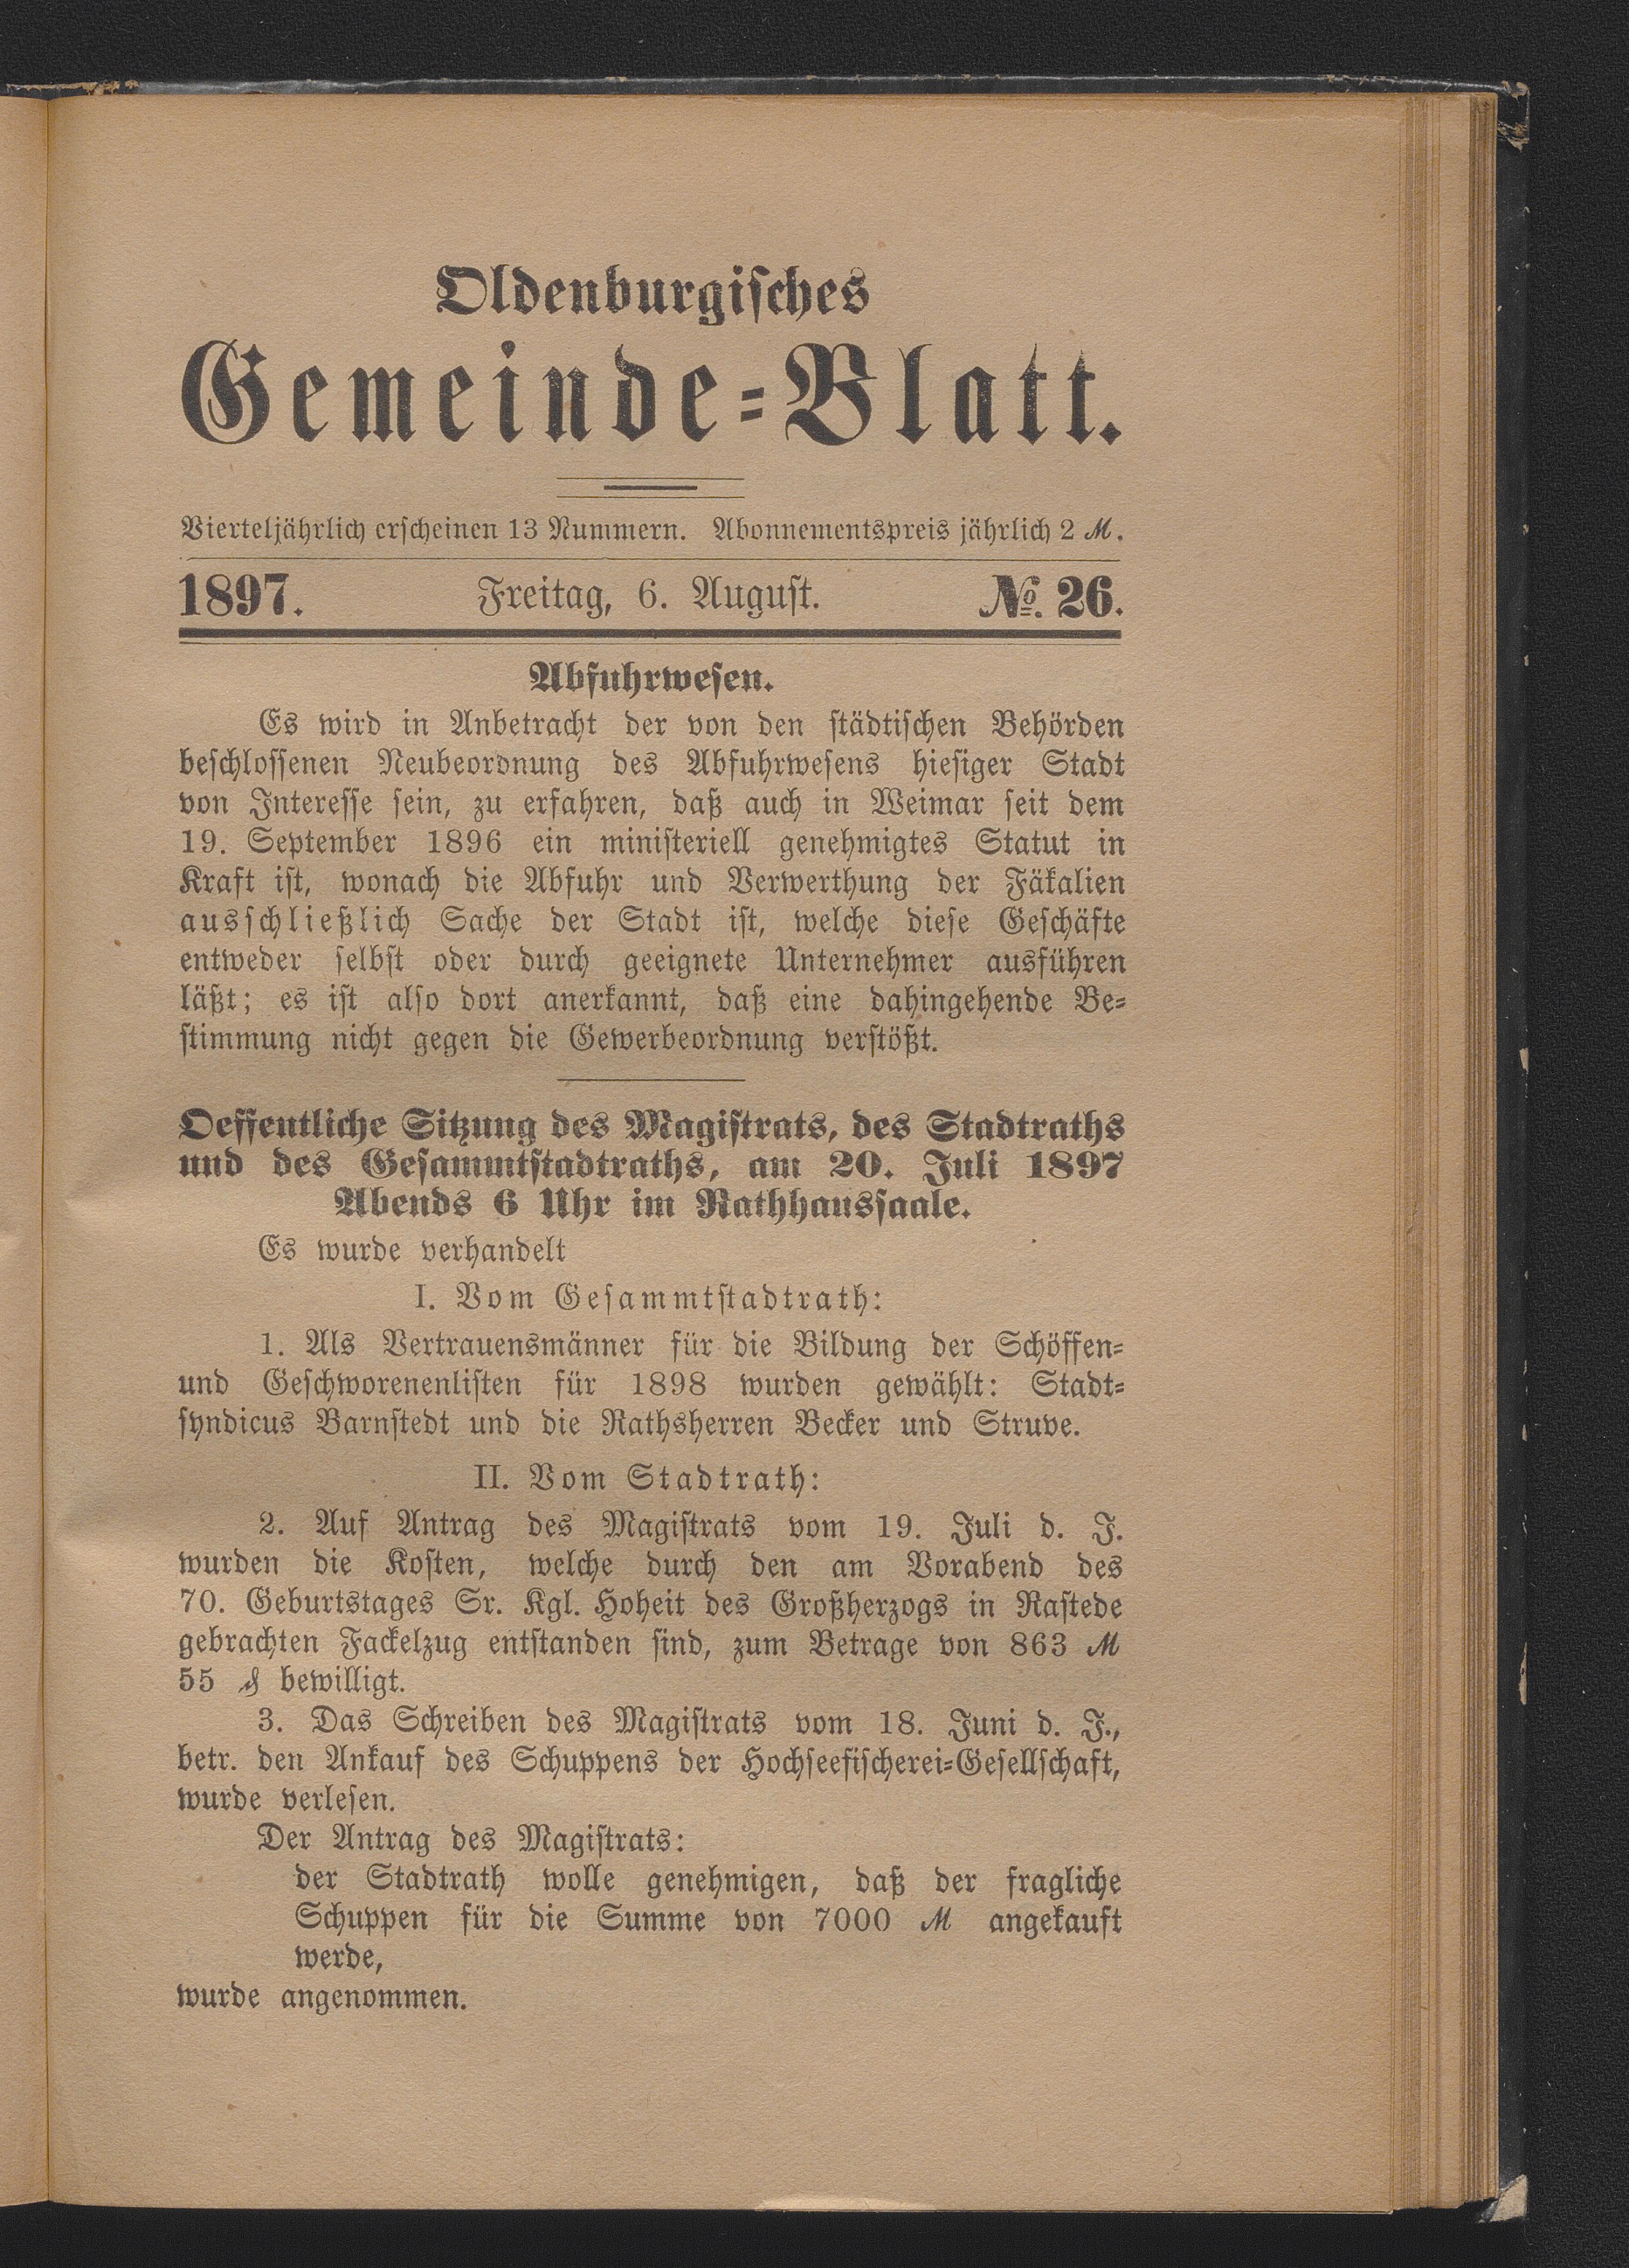 Oldenburgisches
Gemeinde-Blatt.
Vierteljährlich erscheinen 13 Nummern. Abonnementspreis jährlich 2 ℳ.
1897. Freitag, 6. August. №. 26.
Abfuhrwesen.
Es wird in Anbetracht der von den städtischen Behörden
beschlossenen Neubeordnung des Abfuhrwesens hiesiger Stadt
von Interesse sein, zu erfahren, daß auch in Weimar seit dem
19. September 1896 ein ministeriell genehmigtes Statut in
Kraft ist, wonach die Abfuhr und Verwerthung der Fäkalien
ausschließlich Sache der Stadt ist, welche diese Geschäfte
entweder selbst oder durch geeignete Unternehmer ausführen
läßt; es ist also dort anerkannt, daß eine dahingehende Be-
stimmung nicht gegen die Gewerbeordnung verstößt.
Oeffentliche Sitzung des Magistrats, des Stadtraths
und des Gesammtstadtraths, am 20. Juli 1897
Abends 6 Uhr im Rathhaussaale.
Es wurde verhandelt
I. Vom Gesammtstadtrath:
1. Als Vertrauensmänner für die Bildung der Schöffen-
und Geschworenenlisten für 1898 wurden gewählt: Stadt-
syndicus Barnstedt und die Rathsherren Becker und Struve.
II. Vom Stadtrath:
2. Auf Antrag des Magistrats vom 19. Juli d. J.
wurden die Kosten, welche durch den am Vorabend des
70. Geburtstages Sr. Kgl. Hoheit des Großherzogs in Rastede
gebrachten Fackelzug entstanden sind, zum Betrage von 863 ℳ
55 ₰ bewilligt.
3. Das Schreiben des Magistrats vom 18. Juni d. J.,
betr. den Ankauf des Schuppens der Hochseefischerei-Gesellschaft,
wurde verlesen.
Der Antrag des Magistrats:
der Stadtrath wolle genehmigen, daß der fragliche
Schuppen für die Summe von 7000 ℳ angekauft
werde,
wurde angenommen.